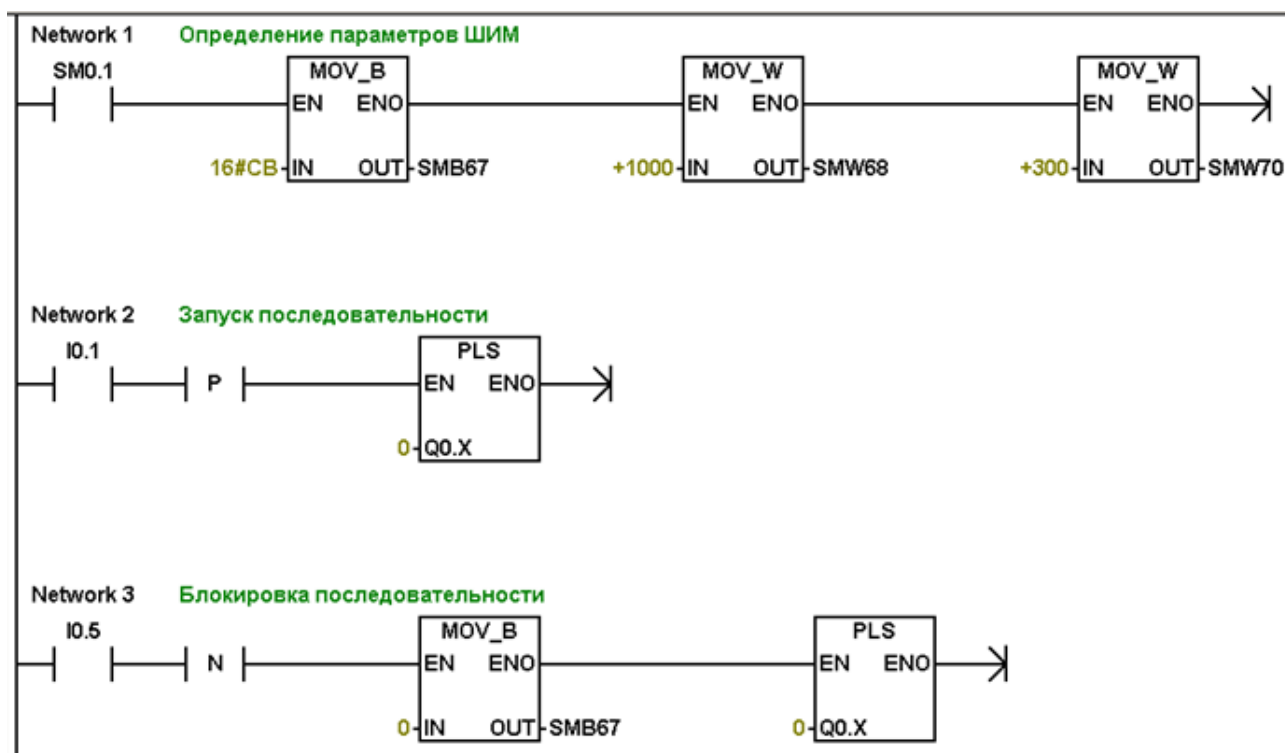 Network 1 Определение параметров ШИМ
SM0.1 MOV_B MOV_W MOV_W
EN ENO EN ENO EN ENO
16#CB IN OUT SMB67 +1000 IN OUT SMW68 +300 IN OUT SMW70
Network 2 Запуск последовательности
I0.1 PLS
P EN ENO
0 Q0.X
Network 3 Блокировка последовательности
I0.5 MOV_B PLS
N EN ENO EN ENO
0 IN OUT SMB67 0 Q0.X